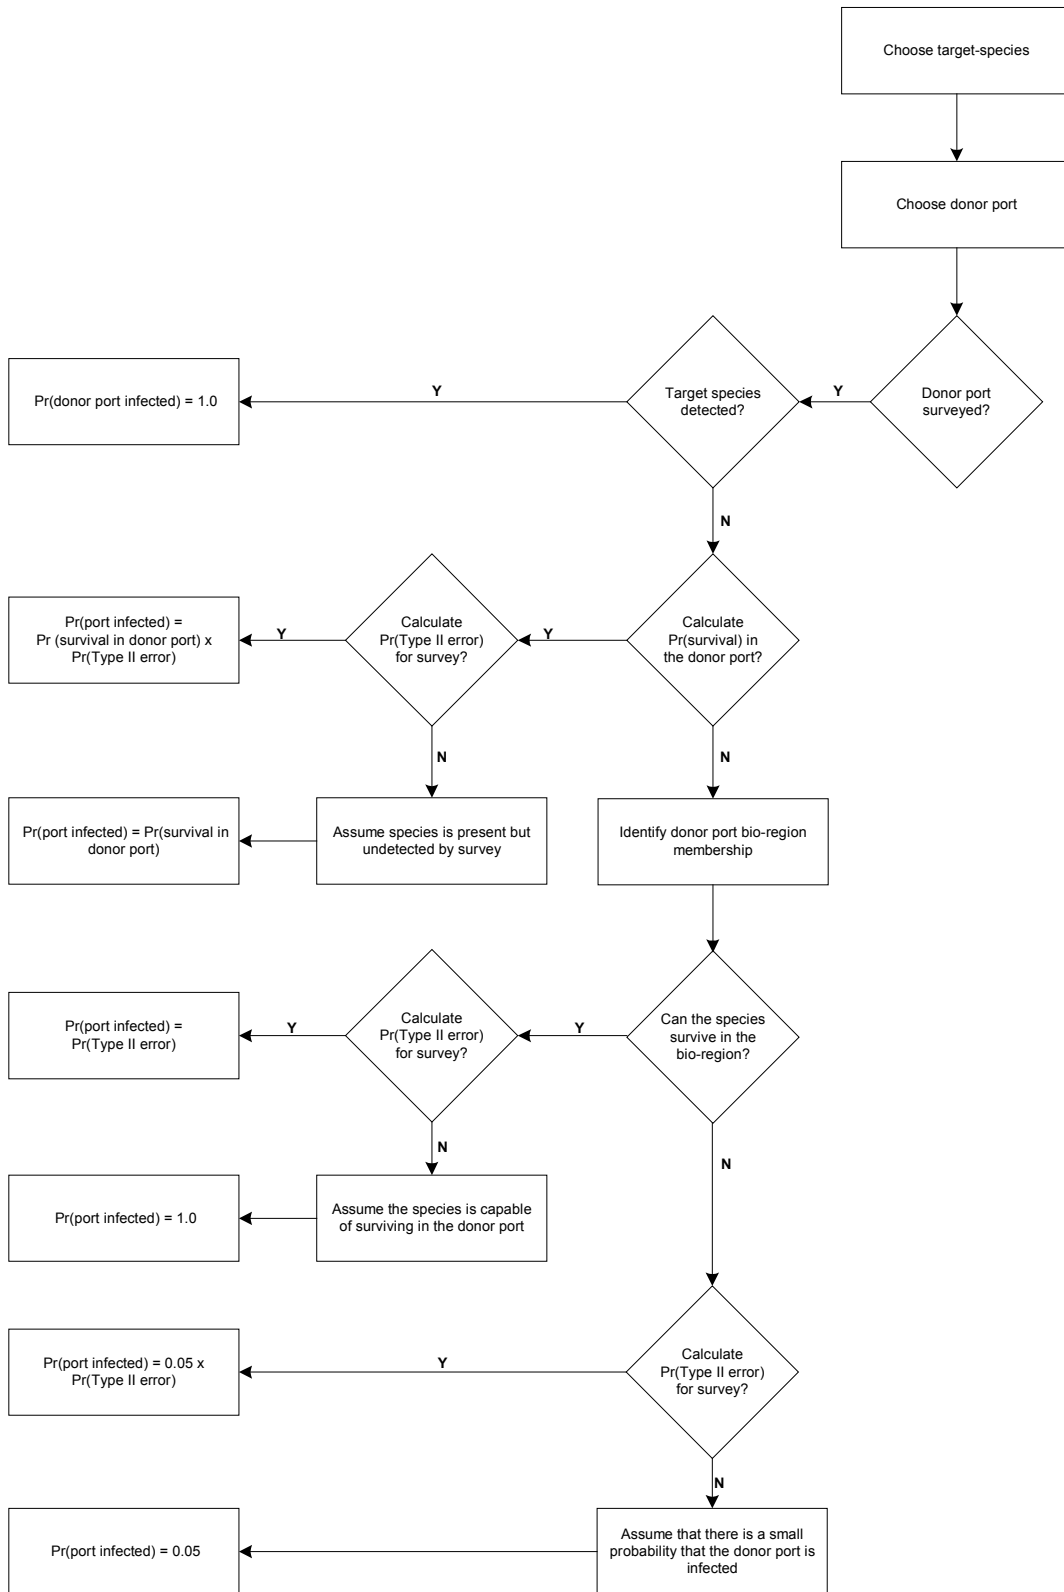 Choose target-species
Choose donor port
Donor port
surveyed?
Y
Target species
detected?
Y
Pr(donor port infected) = 1.0
N
Calculate
Pr(survival) in
the donor port?
Y
Calculate
Pr(Type II error)
for survey?
Y
Pr(port infected) =
Pr (survival in donor port) x
Pr(Type II error)
N
Assume species is present but
undetected by survey
Pr(port infected) = Pr(survival in
donor port)
N
Identify donor port bio-region
membership
Can the species
survive in the
bio-region?
Y
Calculate
Pr(Type II error)
for survey?
Y
Pr(port infected) =
Pr(Type II error)
N
Assume the species is capable
of surviving in the donor port
Pr(port infected) = 1.0
N
Calculate
Pr(Type II error)
for survey?
Y
Pr(port infected) = 0.05 x
Pr(Type II error)
N
Assume that there is a small
probability that the donor port is
infected
Pr(port infected) = 0.05